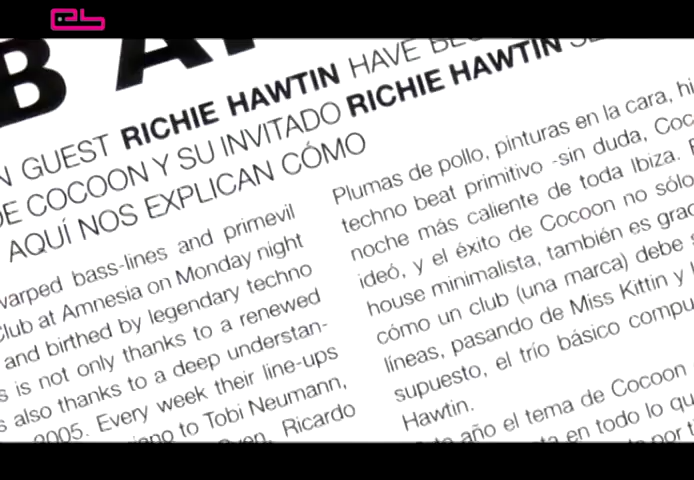 eb
B A
N GUEST RICHIE HAWTIN HAVE
DE COCOON Y SU INVITADO RICHIE HAWTIN
AQUÍ NOS EXPLICAN CÓMO
warped bass-lines and primevil
Club at Amnesia on Monday night
and birthed by legendary techno
s is not only thanks to a renewed
s also thanks to a deep understan-
2005. Every week their line-ups
to Tobi Neumann,
Ricardo
Plumas de pollo, pinturas en la cara, hi
techno beat primitivo -sin duda, Coc
noche más caliente de toda Ibiza.
ideó, y el éxito de Cocoon no sólo
house minimalista, también es grac
cómo un club (una marca) debe s
líneas, pasando de Miss Kittin y
supuesto, el trío básico compu
Hawtin.
año el tema de Cocoon
en todo lo qu
por t